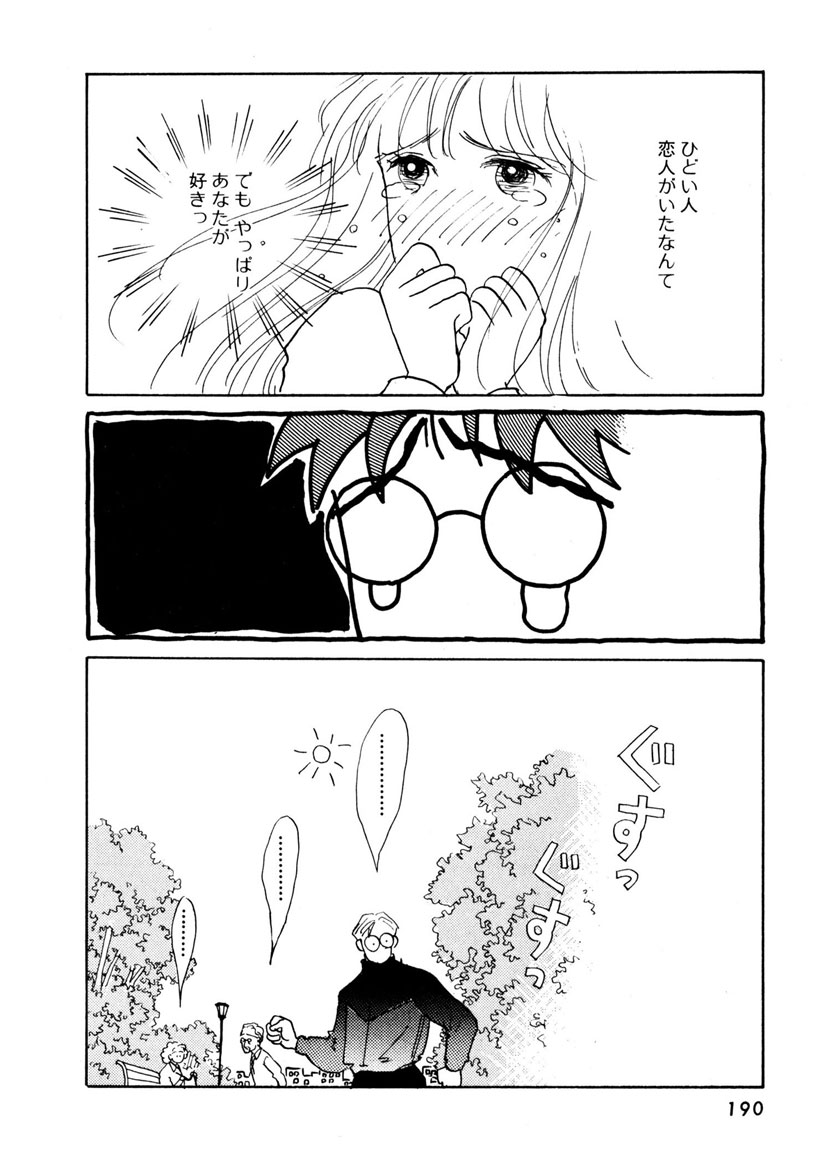 ひどい人
恋人がいたなんて
でも やっぱり
あなたが
好きっ
ぐすっ
ぐすっ
………
………
………
190